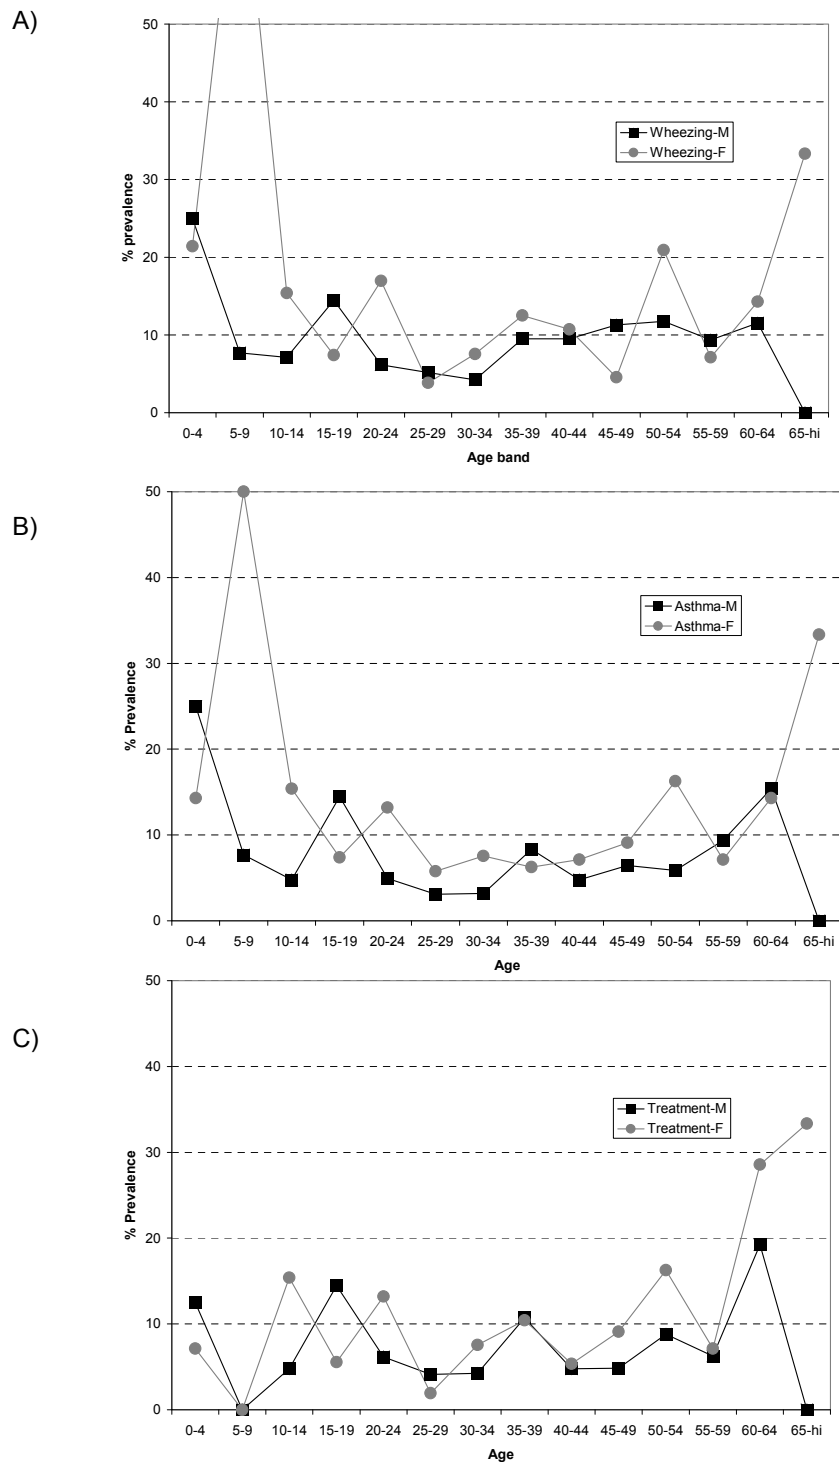 A)
50
40
30
20
10
0
% prevalence
Wheezing-M
Wheezing-F
0-4 5-9 10-14 15-19 20-24 25-29 30-34 35-39 40-44 45-49 50-54 55-59 60-64 65-hi
Age band
B)
50
40
30
20
10
0
% Prevalence
Asthma-M
Asthma-F
0-4 5-9 10-14 15-19 20-24 25-29 30-34 35-39 40-44 45-49 50-54 55-59 60-64 65-hi
Age
C)
50
40
30
20
10
0
% Prevalence
Treatment-M
Treatment-F
0-4 5-9 10-14 15-19 20-24 25-29 30-34 35-39 40-44 45-49 50-54 55-59 60-64 65-hi
Age